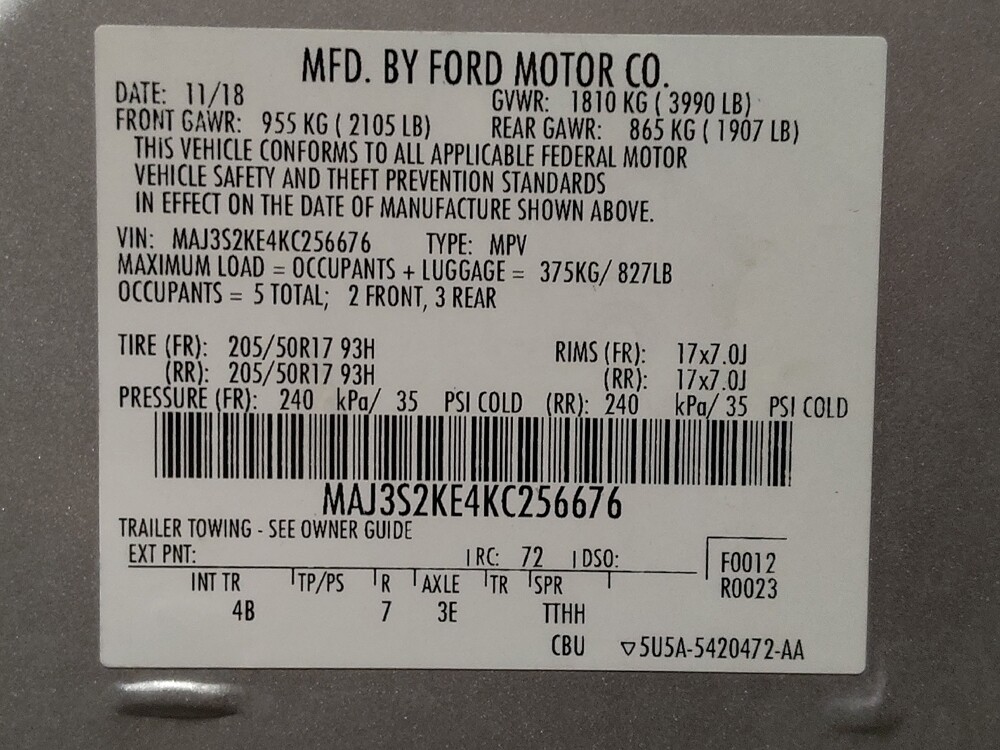 MFD. BY FORD MOTOR CO.
DATE: 11/18 GVWR: 1810 KG ( 3990 LB)
FRONT GAWR: 955 KG ( 2105 LB) REAR GAWR: 865 KG ( 1907 LB)
THIS VEHICLE CONFORMS TO ALL APPLICABLE FEDERAL MOTOR
VEHICLE SAFETY AND THEFT PREVENTION STANDARDS
IN EFFECT ON THE DATE OF MANUFACTURE SHOWN ABOVE.
VIN: MAJ3S2KE4KC256676 TYPE: MPV
MAXIMUM LOAD = OCCUPANTS + LUGGAGE = 375KG/ 827LB
OCCUPANTS = 5 TOTAL; 2 FRONT, 3 REAR
TIRE (FR): 205/50R17 93H RIMS (FR): 17x7.0J
(RR): 205/50R17 93H (RR): 17x7.0J
PRESSURE (FR): 240 kPa/ 35 PSI COLD (RR): 240 kPa/ 35 PSI COLD
MAJ3S2KE4KC256676
TRAILER TOWING - SEE OWNER GUIDE
EXT PNT: RC: 72 DSO: F0012
INT TR TP/PS R AXLE TR SPR R0023
4B 7 3E TTHH
CBU ▽5U5A-5420472-AA